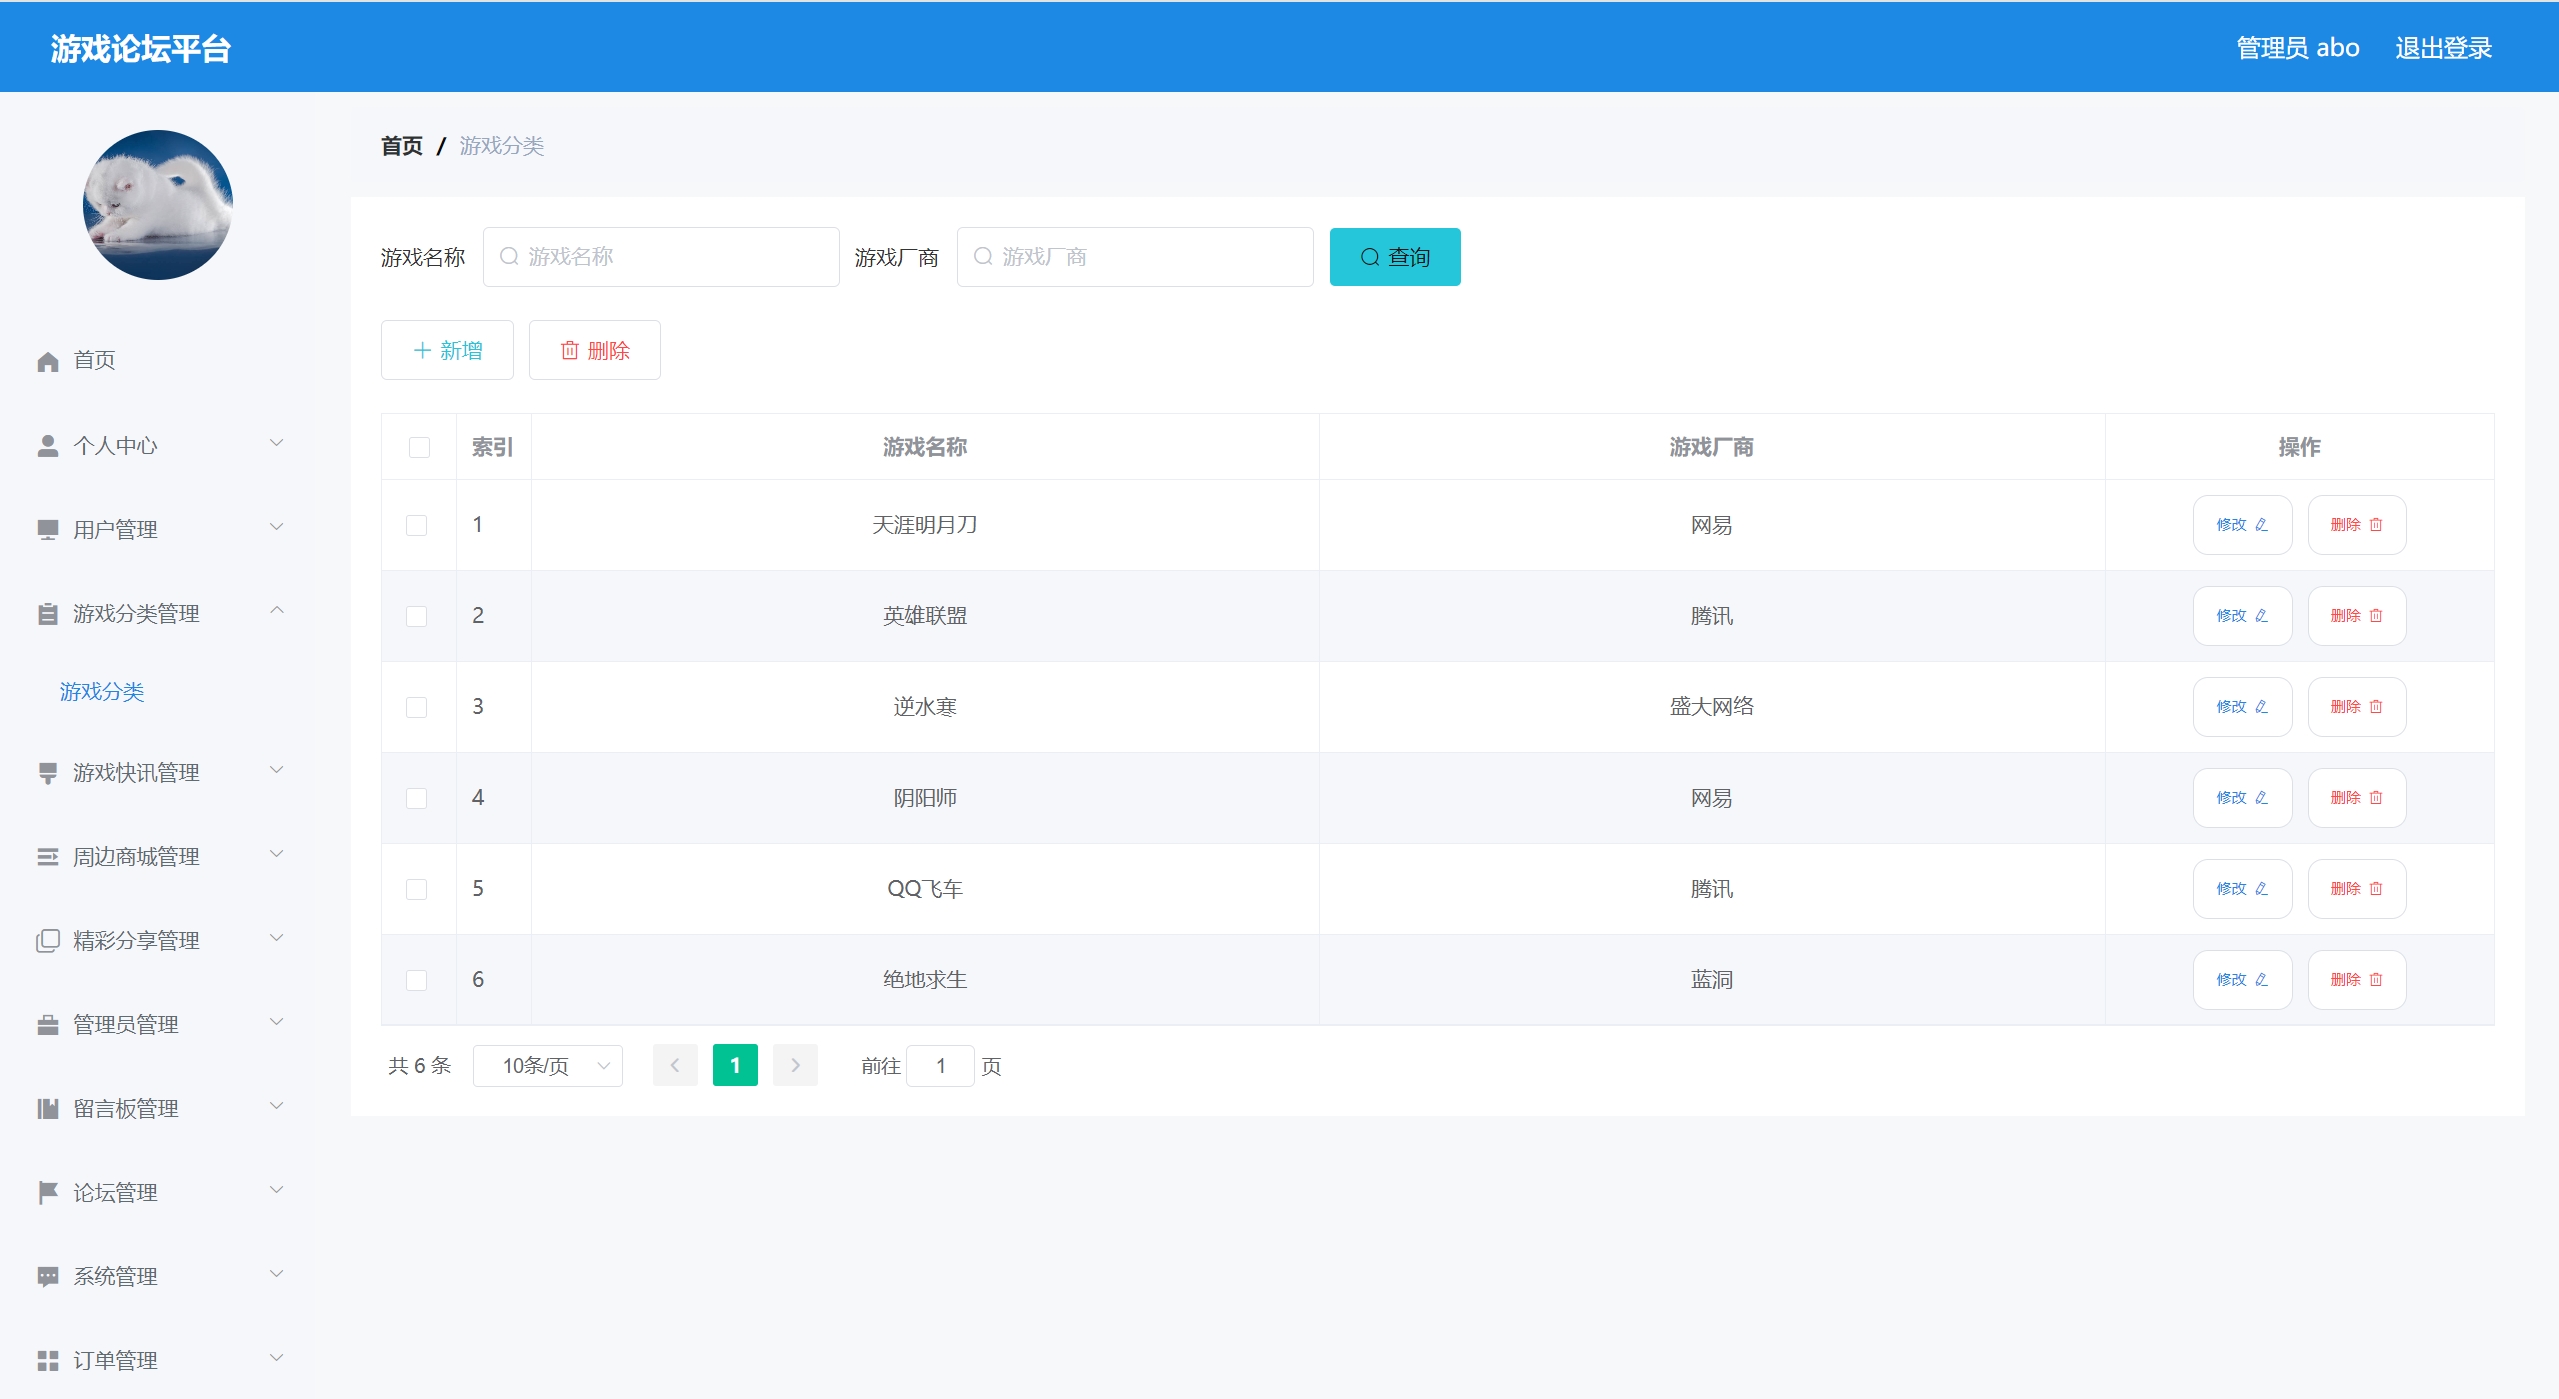 游戏论坛平台
管理员 abo 退出登录
首页 / 游戏分类
游戏名称 游戏名称 游戏厂商 游戏厂商 查询
新增 删除
首页
个人中心
用户管理
游戏分类管理
游戏分类
游戏快讯管理
周边商城管理
精彩分享管理
管理员管理
留言板管理
论坛管理
系统管理
订单管理
索引 游戏名称 游戏厂商 操作
1 天涯明月刀 网易 修改 删除
2 英雄联盟 腾讯 修改 删除
3 逆水寒 盛大网络 修改 删除
4 阴阳师 网易 修改 删除
5 QQ飞车 腾讯 修改 删除
6 绝地求生 蓝洞 修改 删除
共 6 条 10条/页 1 前往 1 页